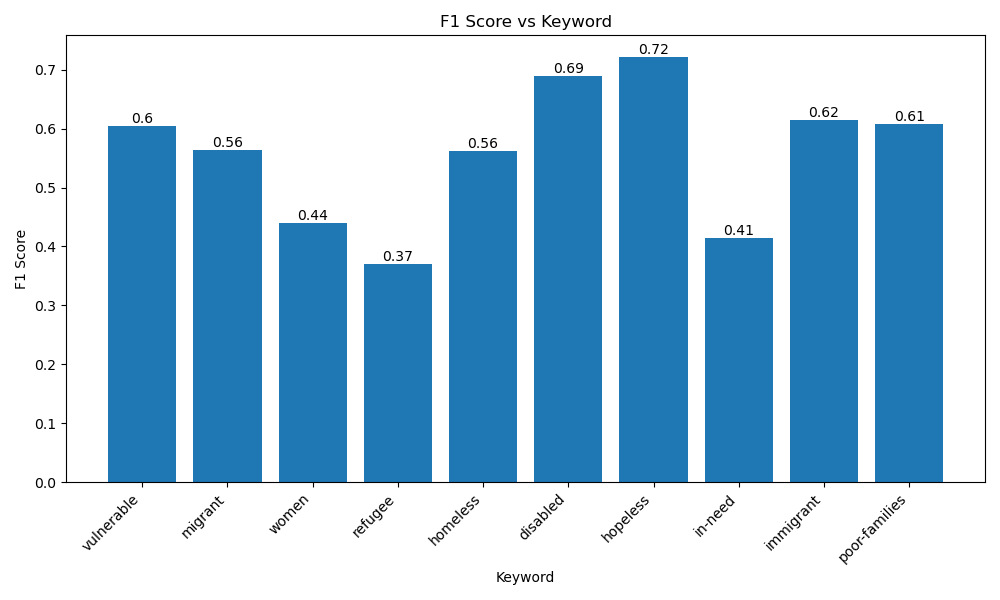 F1 Score vs Keyword
F1 Score
0.7
0.6
0.5
0.4
0.3
0.2
0.1
0.0
0.6
0.56
0.44
0.37
0.56
0.69
0.72
0.41
0.62
0.61
vulnerable
migrant
women
refugee
homeless
disabled
hopeless
in-need
immigrant
poor-families
Keyword